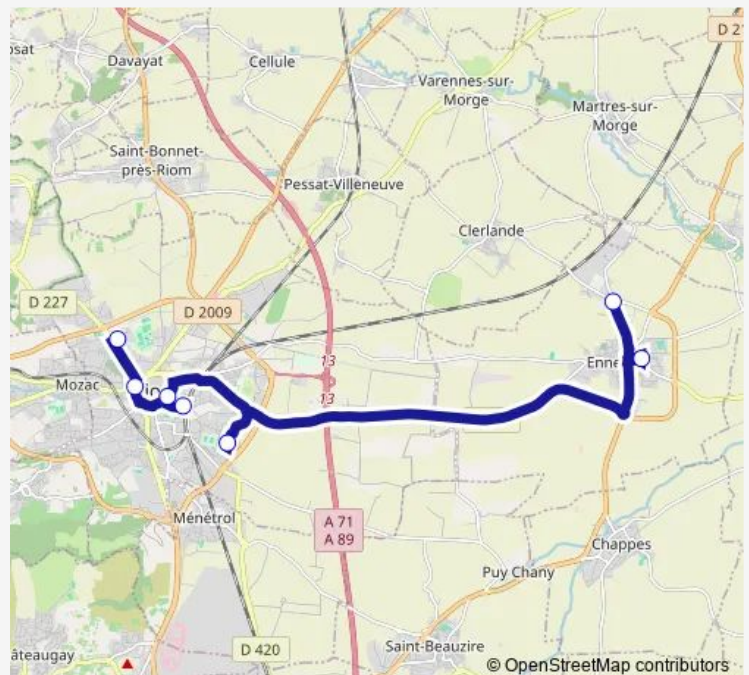 D 2
Davayat
Cellule
Varennes-sur-
Morge
Martres-sur-
Morge
Saint-Bonnet-
près-Riom
Pessat-Villeneuve
Clerlande
D 227
D 2009
13
Enne
Mozac
13
Ménétrol
A 71
A 89
Chappes
Puy Chany
D 420
Saint-Beauzire
âteaugay
© OpenStreetMap contributors